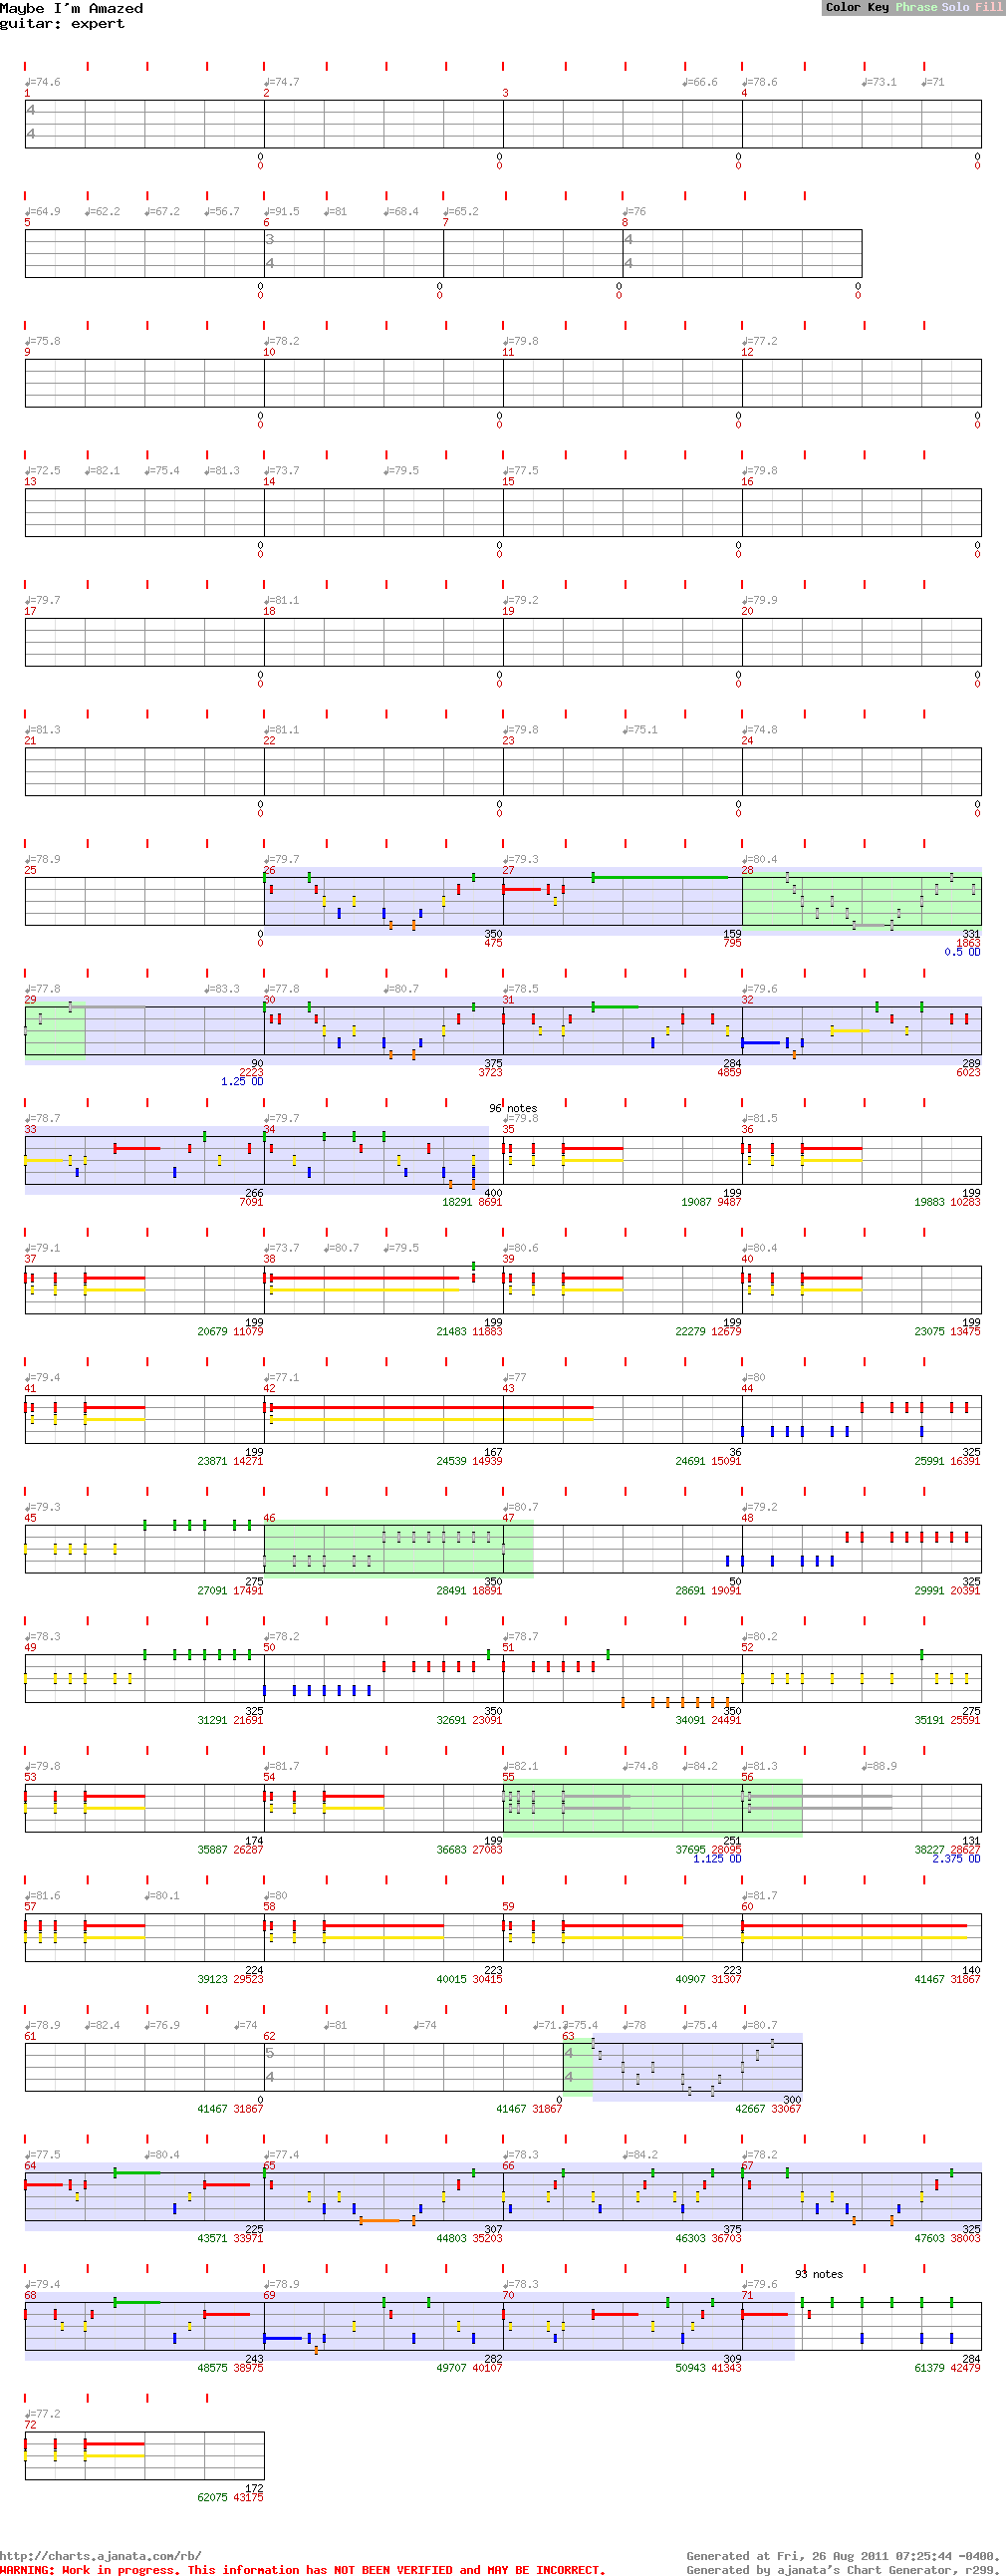 Maybe I'm Amazed
guitar: expert
Color Key Phrase Solo Fill
♩=74.6 ♩=74.7 ♩=66.6 ♩=78.6 ♩=73.1 ♩=71
1 2 3 4
4
4
0 0 0 0
0 0 0 0
♩=64.9 ♩=62.2 ♩=67.2 ♩=56.7 ♩=91.5 ♩=81 ♩=68.4 ♩=65.2 ♩=76
5 6 7 8
3 4
4 4
0 0 0 0
0 0 0 0
♩=75.8 ♩=78.2 ♩=79.8 ♩=77.2
9 10 11 12
0 0 0 0
0 0 0 0
♩=72.5 ♩=82.1 ♩=75.4 ♩=81.3 ♩=73.7 ♩=79.5 ♩=77.5 ♩=79.8
13 14 15 16
0 0 0 0
0 0 0 0
♩=79.7 ♩=81.1 ♩=79.2 ♩=79.9
17 18 19 20
0 0 0 0
0 0 0 0
♩=81.3 ♩=81.1 ♩=79.8 ♩=75.1 ♩=74.8
21 22 23 24
0 0 0 0
0 0 0 0
♩=78.9 ♩=79.7 ♩=79.3 ♩=80.4
25 26 27 28
0 350 159 331
0 475 795 1863
0.5 OD
♩=77.8 ♩=83.3 ♩=77.8 ♩=80.7 ♩=78.5 ♩=79.6
29 30 31 32
90 375 284 289
2223 3723 4859 6023
1.25 OD
96 notes
♩=78.7 ♩=79.7 ♩=79.8 ♩=81.5
33 34 35 36
266 400 199 199
7091 18291 8691 19087 9487 19883 10283
♩=79.1 ♩=73.7 ♩=80.7 ♩=79.5 ♩=80.6 ♩=80.4
37 38 39 40
199 199 199 199
20679 11079 21483 11883 22279 12679 23075 13475
♩=79.4 ♩=77.1 ♩=77 ♩=80
41 42 43 44
199 167 36 325
23871 14271 24539 14939 24691 15091 25991 16391
♩=79.3 ♩=80.7 ♩=79.2
45 46 47 48
275 350 50 325
27091 17491 28491 18891 28691 19091 29991 20391
♩=78.3 ♩=78.2 ♩=78.7 ♩=80.2
49 50 51 52
325 350 350 275
31291 21691 32691 23091 34091 24491 35191 25591
♩=79.8 ♩=81.7 ♩=82.1 ♩=74.8 ♩=84.2 ♩=81.3 ♩=88.9
53 54 55 56
174 199 251 131
35887 26287 36683 27083 37695 28095 38227 28627
1.125 OD 2.375 OD
♩=81.6 ♩=80.1 ♩=80 ♩=81.7
57 58 59 60
224 223 223 140
39123 29523 40015 30415 40907 31307 41467 31867
♩=78.9 ♩=82.4 ♩=76.9 ♩=74 ♩=81 ♩=74 ♩=75.4 ♩=78 ♩=75.4 ♩=80.7
61 62 63
5 4
4 4
0 0 300
41467 31867 41467 31867 42667 33067
♩=77.5 ♩=80.4 ♩=77.4 ♩=78.3 ♩=84.2 ♩=78.2
64 65 66 67
225 307 375 325
43571 33971 44803 35203 46303 36703 47603 38003
93 notes
♩=79.4 ♩=78.9 ♩=78.3 ♩=79.6
68 69 70 71
243 282 309 284
48575 38975 49707 40107 50943 41343 61379 42479
♩=77.2
72
172
62075 43175
http://charts.ajanata.com/rb/
Generated at Fri, 26 Aug 2011 07:25:44 -0400.
WARNING: Work in progress. This information has NOT BEEN VERIFIED and MAY BE INCORRECT.
Generated by ajanata's Chart Generator, r299.